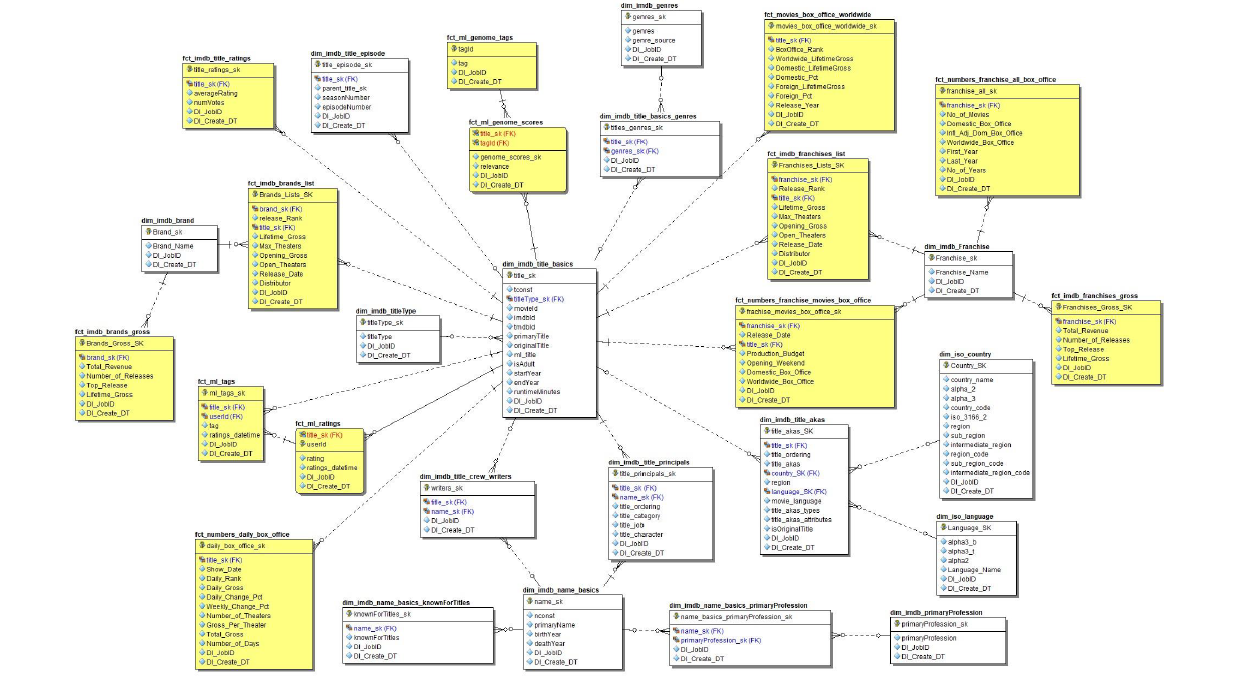 dim_imdb_genres
genres_sk
genres
genre_source
DI_JobID
DI_Create_DT
fct_movies_box_office_worldwide
movies_box_office_worldwide_sk
title_sk (FK)
BoxOffice_Rank
Worldwide_LifetimeGross
Domestic_LifetimeGross
Domestic_Pct
Foreign_LifetimeGross
Foreign_Pct
Release_Year
DI_JobID
DI_Create_DT
fct_ml_genome_tags
tagId
tag
DI_JobID
DI_Create_DT
dim_imdb_title_episode
title_episode_sk
title_sk (FK)
parent_title_sk
seasonNumber
episodeNumber
DI_JobID
DI_Create_DT
fct_imdb_title_ratings
title_ratings_sk
title_sk (FK)
averageRating
numVotes
DI_JobID
DI_Create_DT
fct_numbers_franchise_all_box_office
franchise_all_sk
franchise_sk (FK)
No_of_Movies
Domestic_Box_Office
Infl_Adj_Dom_Box_Office
Worldwide_Box_Office
First_Year
Last_Year
No_of_Years
DI_JobID
DI_Create_DT
dim_imdb_title_basics_genres
titles_genres_sk
title_sk (FK)
genres_sk (FK)
DI_JobID
DI_Create_DT
fct_ml_genome_scores
title_sk (FK)
tagId (FK)
genome_scores_sk
relevance
DI_JobID
DI_Create_DT
fct_imdb_franchises_list
Franchises_Lists_SK
franchise_sk (FK)
Release_Rank
title_sk (FK)
Lifetime_Gross
Max_Theaters
Opening_Gross
Open_Theaters
Release_Date
Distributor
DI_JobID
DI_Create_DT
fct_imdb_brands_list
Brands_Lists_SK
brand_sk (FK)
release_Rank
title_sk (FK)
Lifetime_Gross
Max_Theaters
Opening_Gross
Open_Theaters
Release_Date
Distributor
DI_JobID
DI_Create_DT
dim_imdb_brand
Brand_sk
Brand_Name
DI_JobID
DI_Create_DT
dim_imdb_Franchise
Franchise_sk
Franchise_Name
DI_JobID
DI_Create_DT
dim_imdb_title_basics
title_sk
tconst
titleType_sk (FK)
movieId
imdbId
tmdbId
primaryTitle
originalTitle
ml_title
isAdult
startYear
endYear
runtimeMinutes
DI_JobID
DI_Create_DT
fct_imdb_franchises_gross
Franchises_Gross_SK
franchise_sk (FK)
Total_Revenue
Number_of_Releases
Top_Release
Lifetime_Gross
DI_JobID
DI_Create_DT
fct_numbers_franchise_movies_box_office
frachise_movies_box_office_sk
franchise_sk (FK)
Release_Date
title_sk (FK)
Production_Budget
Opening_Weekend
Domestic_Box_Office
Worldwide_Box_Office
DI_JobID
DI_Create_DT
dim_imdb_titleType
titleType_sk
titleType
DI_JobID
DI_Create_DT
fct_imdb_brands_gross
Brands_Gross_SK
brand_sk (FK)
Total_Revenue
Number_of_Releases
Top_Release
Lifetime_Gross
DI_JobID
DI_Create_DT
dim_iso_country
Country_SK
country_name
alpha_2
alpha_3
country_code
iso_3166_2
region
sub_region
intermediate_region
region_code
sub_region_code
intermediate_region_code
DI_JobID
DI_Create_DT
fct_ml_tags
ml_tags_sk
title_sk (FK)
userId (FK)
tag
ratings_datetime
DI_JobID
DI_Create_DT
fct_ml_ratings
title_sk (FK)
userId
rating
ratings_datetime
DI_JobID
DI_Create_DT
dim_imdb_title_akas
title_akas_SK
title_sk (FK)
title_ordering
title_akas
country_SK (FK)
region
language_SK (FK)
movie_language
title_akas_types
title_akas_attributes
isOriginalTitle
DI_JobID
DI_Create_DT
dim_imdb_title_principals
title_principals_sk
title_sk (FK)
name_sk (FK)
title_ordering
title_category
title_job
title_character
DI_JobID
DI_Create_DT
dim_imdb_title_crew_writers
writers_sk
title_sk (FK)
name_sk (FK)
DI_JobID
DI_Create_DT
dim_iso_language
Language_SK
alpha3_b
alpha3_t
alpha2
Language_Name
DI_JobID
DI_Create_DT
fct_numbers_daily_box_office
daily_box_office_sk
title_sk (FK)
Show_Date
Daily_Rank
Daily_Gross
Daily_Change_Pct
Weekly_Change_Pct
Number_of_Theaters
Gross_Per_Theater
Total_Gross
Number_of_Days
DI_JobID
DI_Create_DT
dim_imdb_name_basics
name_sk
nconst
primaryName
birthYear
deathYear
DI_JobID
DI_Create_DT
dim_imdb_name_basics_knownForTitles
knownForTitles_sk
name_sk (FK)
knownForTitles
DI_JobID
DI_Create_DT
dim_imdb_name_basics_primaryProfession
name_basics_primaryProfession_sk
name_sk (FK)
primaryProfession_sk (FK)
DI_JobID
DI_Create_DT
dim_imdb_primaryProfession
primaryProfession_sk
primaryProfession
DI_JobID
DI_Create_DT